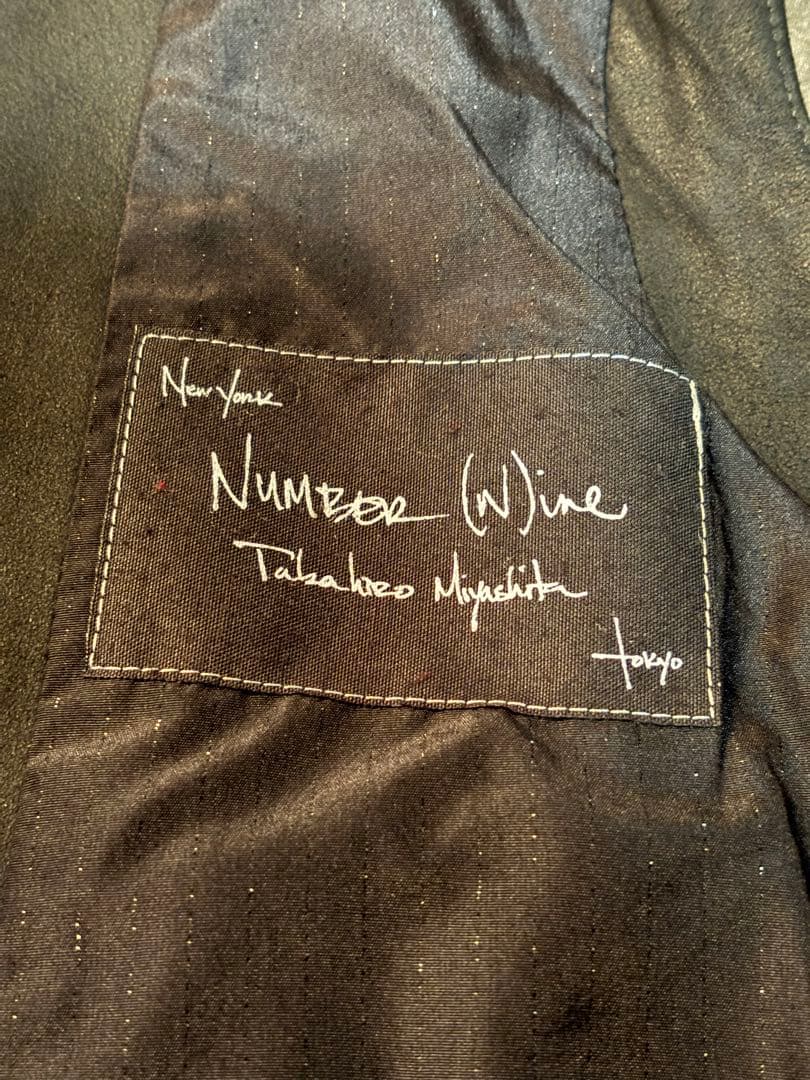 New York
NUMBER (N)ine
Takahiro Miyashita
tokyo